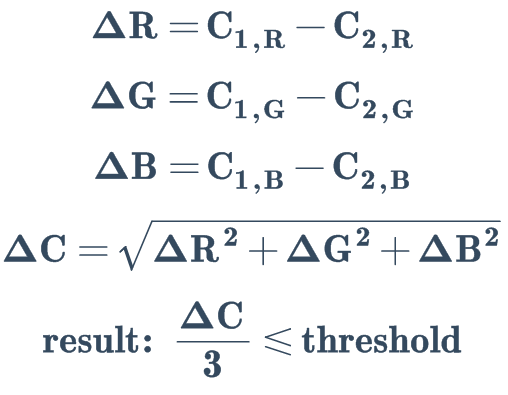 ΔR = C₁,R − C₂,R
ΔG = C₁,G − C₂,G
ΔB = C₁,B − C₂,B
ΔC = √(ΔR² + ΔG² + ΔB²)
result: ΔC/3 ⩽ threshold